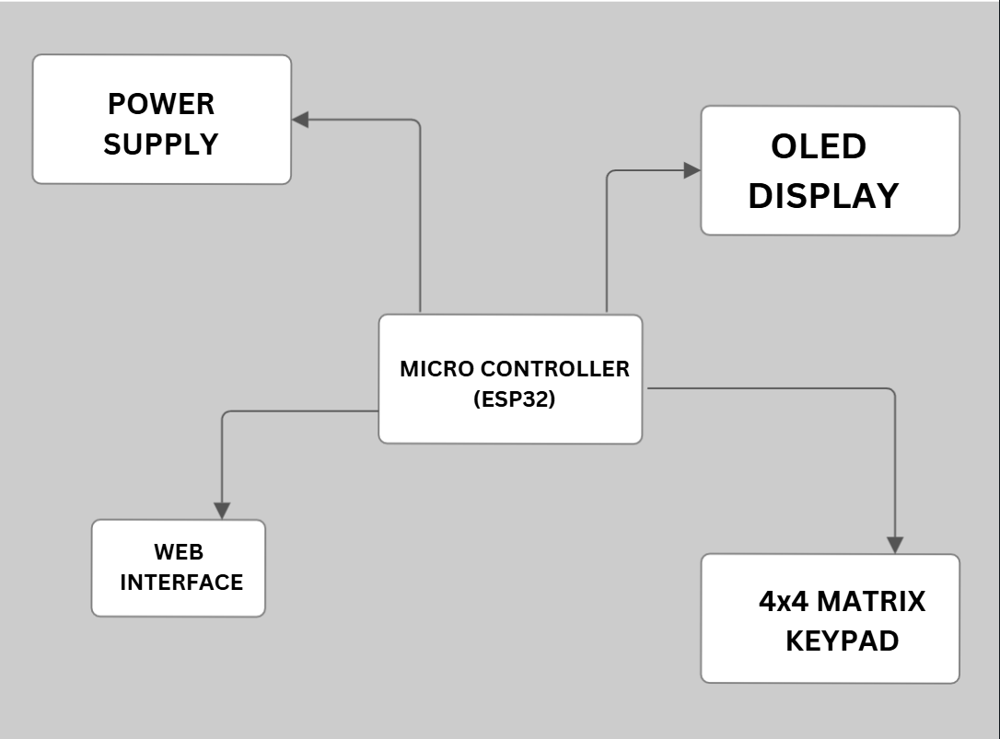 POWER
SUPPLY
OLED
DISPLAY
MICRO CONTROLLER
(ESP32)
WEB
INTERFACE
4x4 MATRIX
KEYPAD